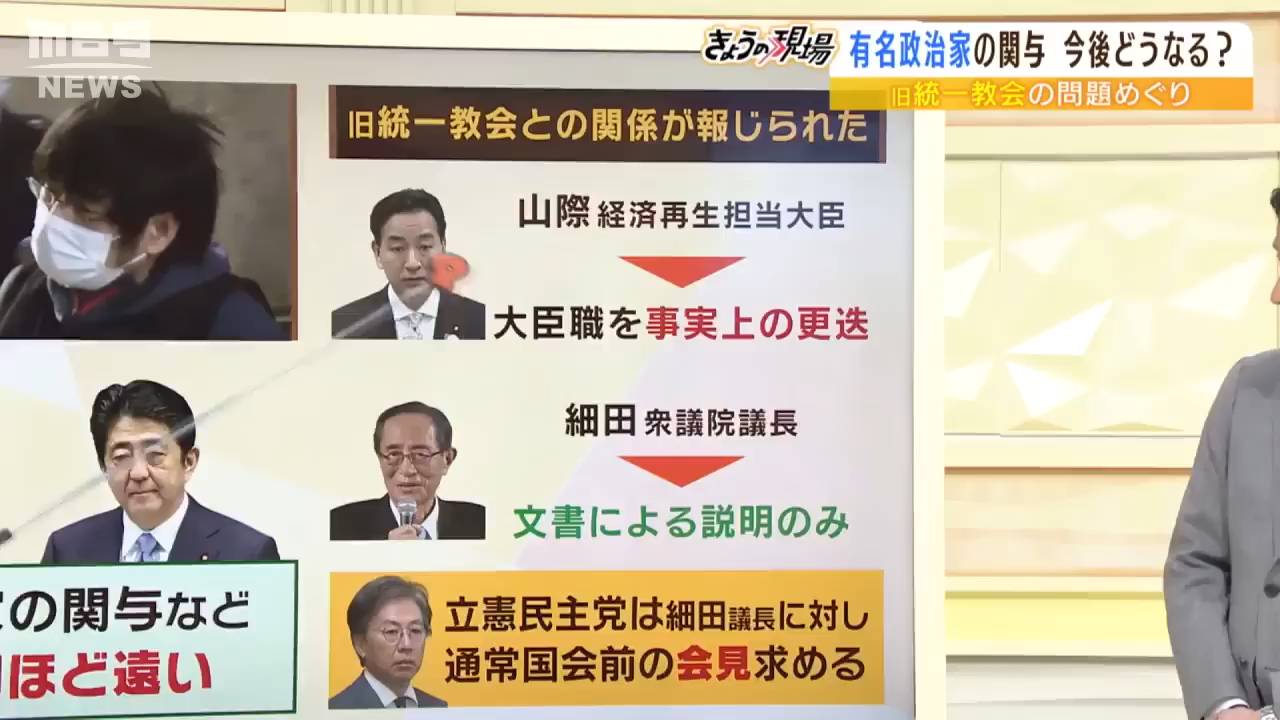 MBS
NEWS
きょうの現場
有名政治家の関与 今後どうなる?
旧統一教会の問題めぐり
旧統一教会との関係が報じられた
山際 経済再生担当大臣
大臣職を事実上の更迭
細田 衆議院議長
文書による説明のみ
の関与など
ほど遠い
立憲民主党は細田議長に対し
通常国会前の会見求める